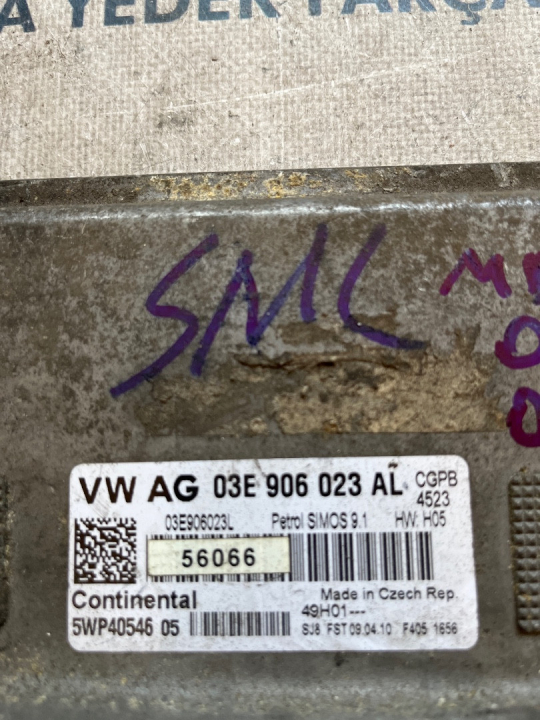 YEDEK PARÇA
SMC
VW AG 03E 906 023 AL CGPB
4523
03E906023L Petrol SIMOS 9.1 HW: H05
56066
Continental Made in Czech Rep.
49H01---
5WP40546 05 SJ8 FST 09.04.10 F405 1656